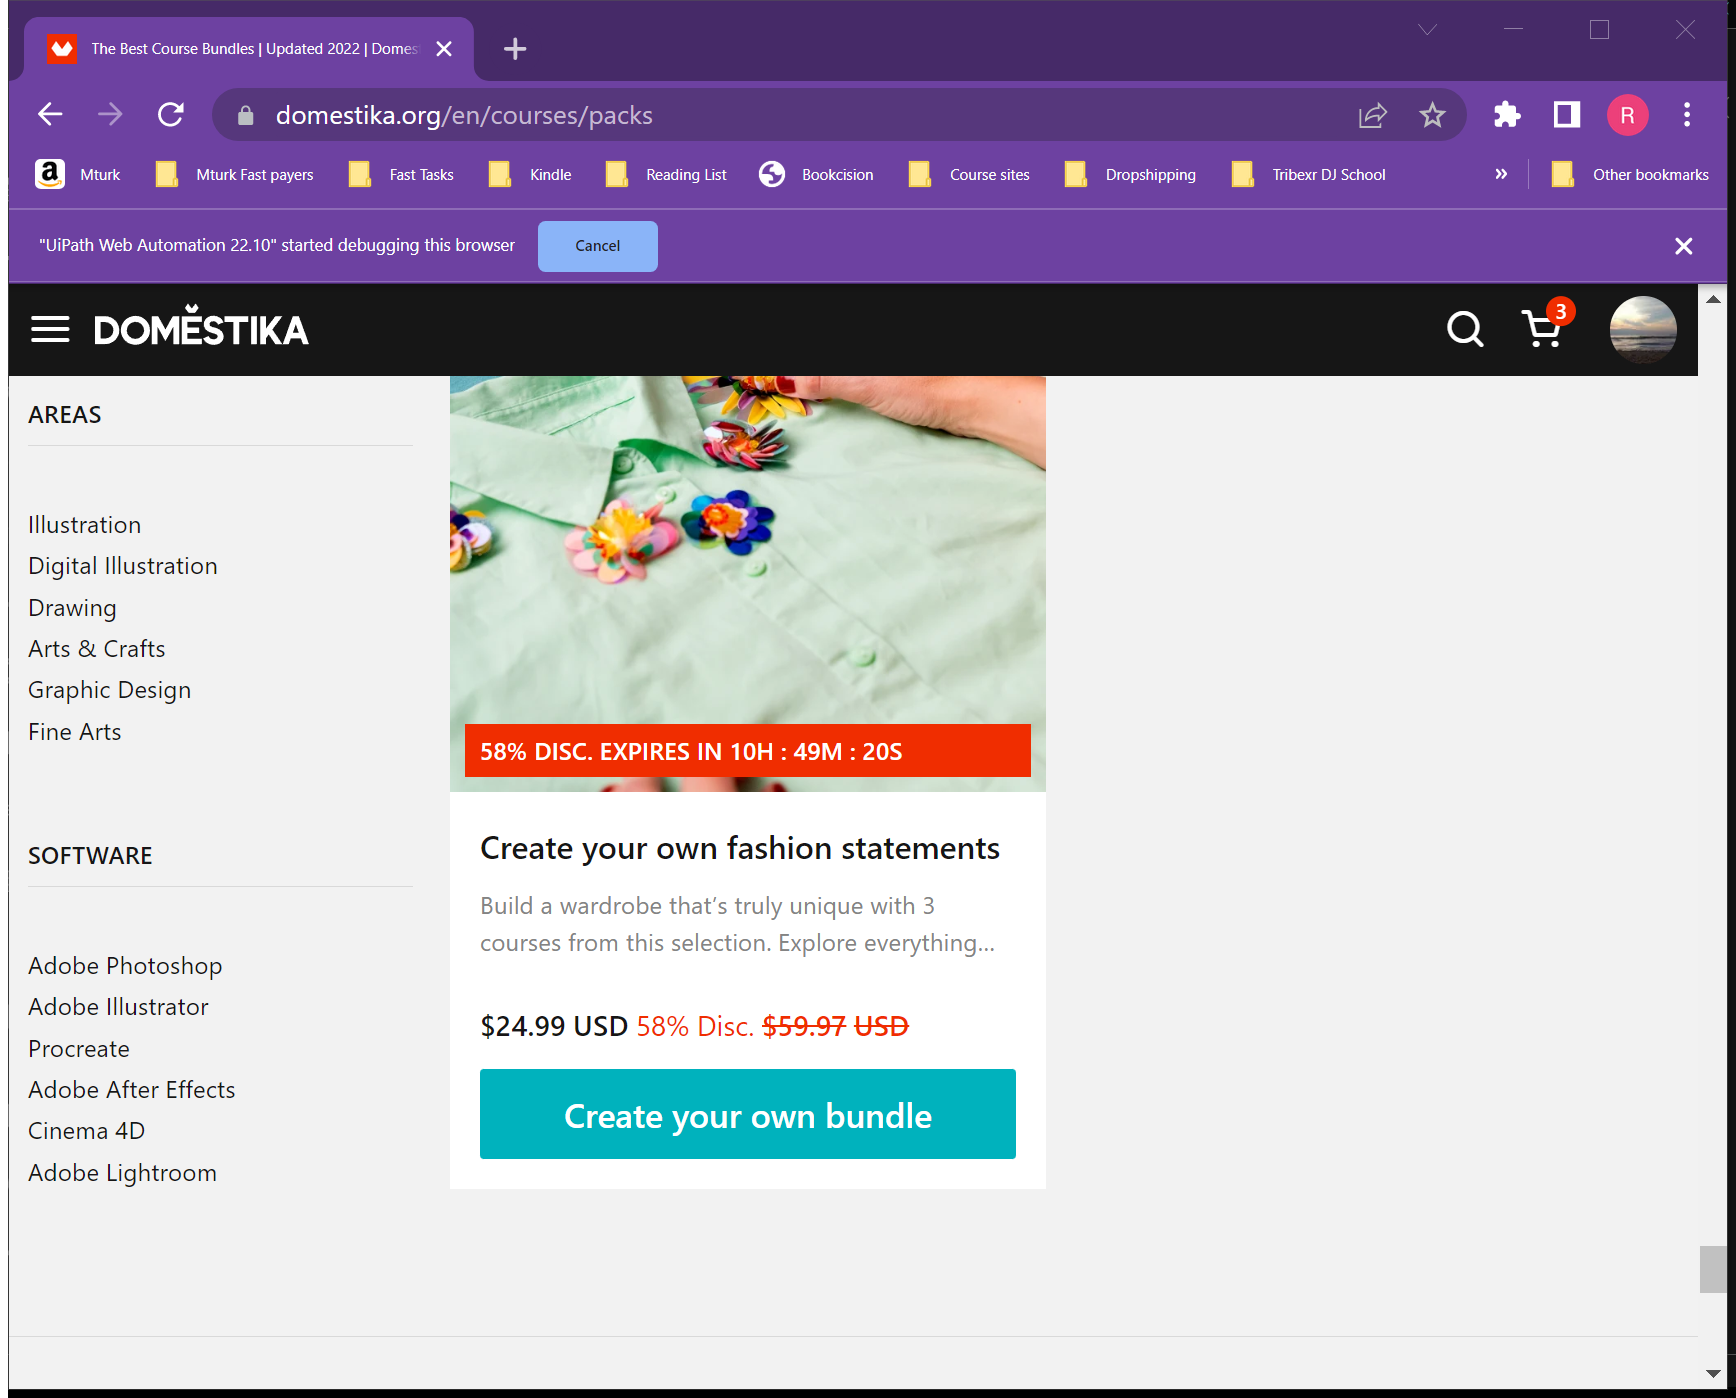 The Best Course Bundles | Updated 2022 | Domes
domestika.org/en/courses/packs
R
Mturk
Mturk Fast payers
Fast Tasks
Kindle
Reading List
Bookcision
Course sites
Dropshipping
Tribexr DJ School
»
Other bookmarks
"UiPath Web Automation 22.10" started debugging this browser
Cancel
DOMĚSTIKA
3
AREAS
Illustration
Digital Illustration
Drawing
Arts & Crafts
Graphic Design
Fine Arts
SOFTWARE
Adobe Photoshop
Adobe Illustrator
Procreate
Adobe After Effects
Cinema 4D
Adobe Lightroom
58% DISC. EXPIRES IN 10H : 49M : 20S
Create your own fashion statements
Build a wardrobe that’s truly unique with 3
courses from this selection. Explore everything...
$24.99 USD 58% Disc. $59.97 USD
Create your own bundle